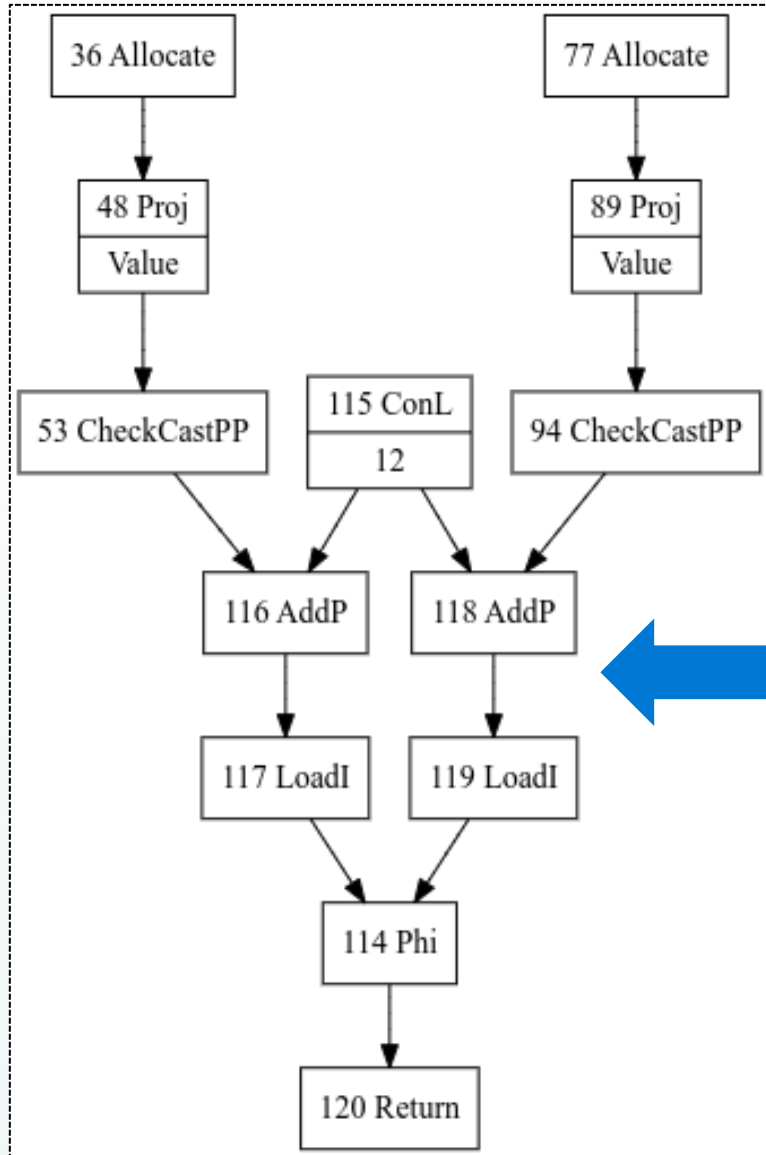 36 Allocate
77 Allocate
48 Proj
Value
89 Proj
Value
53 CheckCastPP
115 ConL
12
94 CheckCastPP
116 AddP
118 AddP
117 LoadI
119 LoadI
114 Phi
120 Return